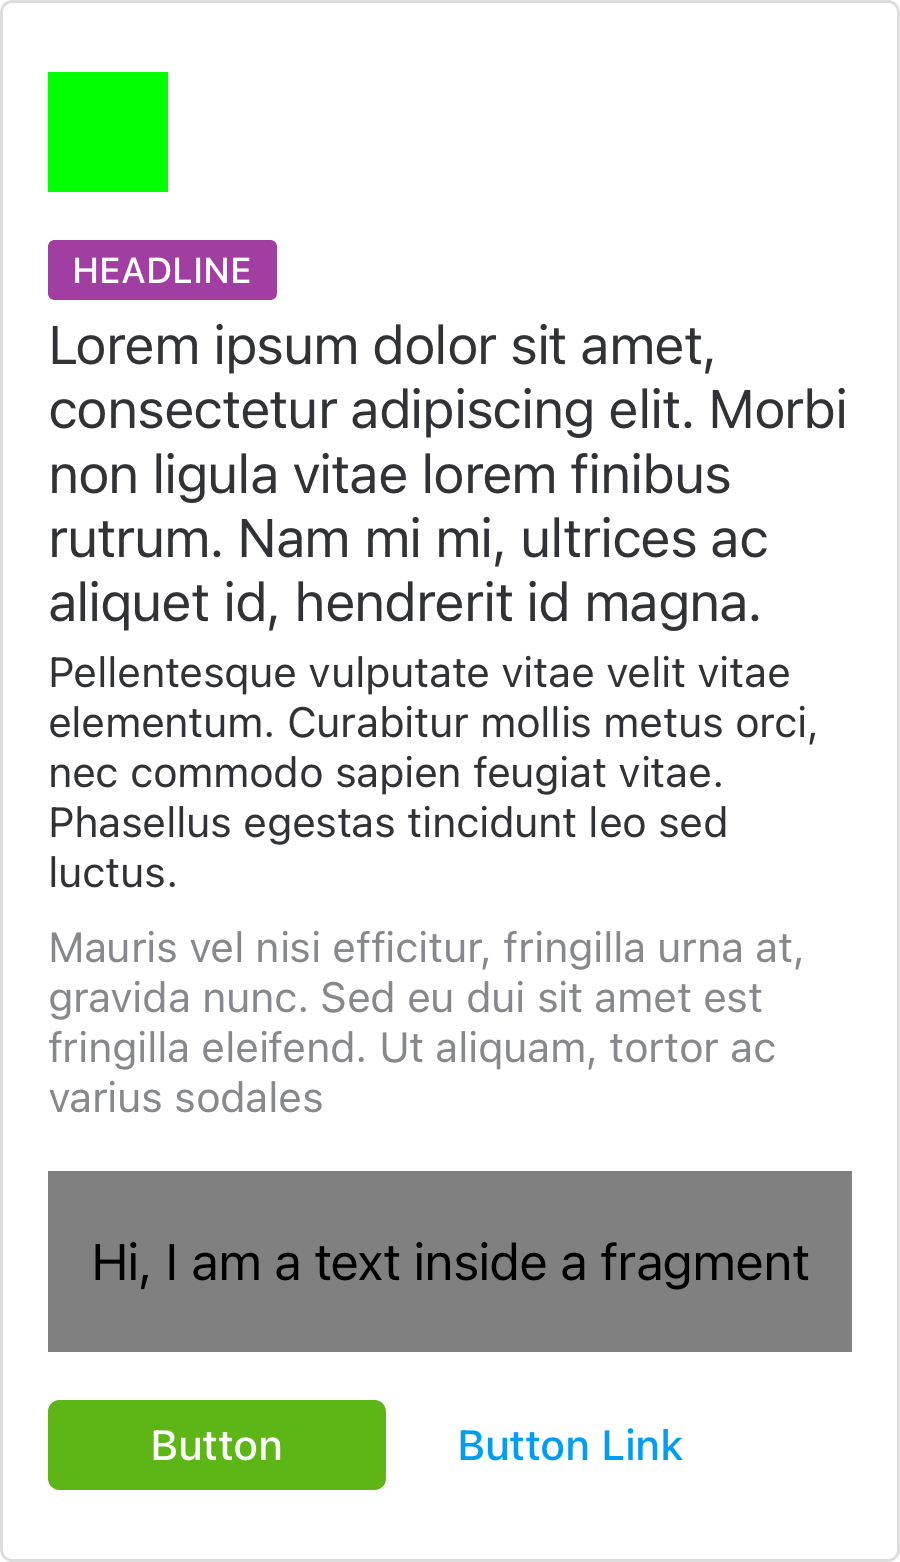 HEADLINE
Lorem ipsum dolor sit amet,
consectetur adipiscing elit. Morbi
non ligula vitae lorem finibus
rutrum. Nam mi mi, ultrices ac
aliquet id, hendrerit id magna.
Pellentesque vulputate vitae velit vitae
elementum. Curabitur mollis metus orci,
nec commodo sapien feugiat vitae.
Phasellus egestas tincidunt leo sed
luctus.
Mauris vel nisi efficitur, fringilla urna at,
gravida nunc. Sed eu dui sit amet est
fringilla eleifend. Ut aliquam, tortor ac
varius sodales
Hi, I am a text inside a fragment
Button
Button Link